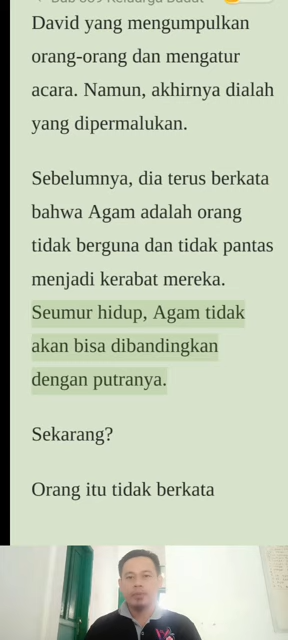 David yang mengumpulkan
orang-orang dan mengatur
acara. Namun, akhirnya dialah
yang dipermalukan.
Sebelumnya, dia terus berkata
bahwa Agam adalah orang
tidak berguna dan tidak pantas
menjadi kerabat mereka.
Seumur hidup, Agam tidak
akan bisa dibandingkan
dengan putranya.
Sekarang?
Orang itu tidak berkata